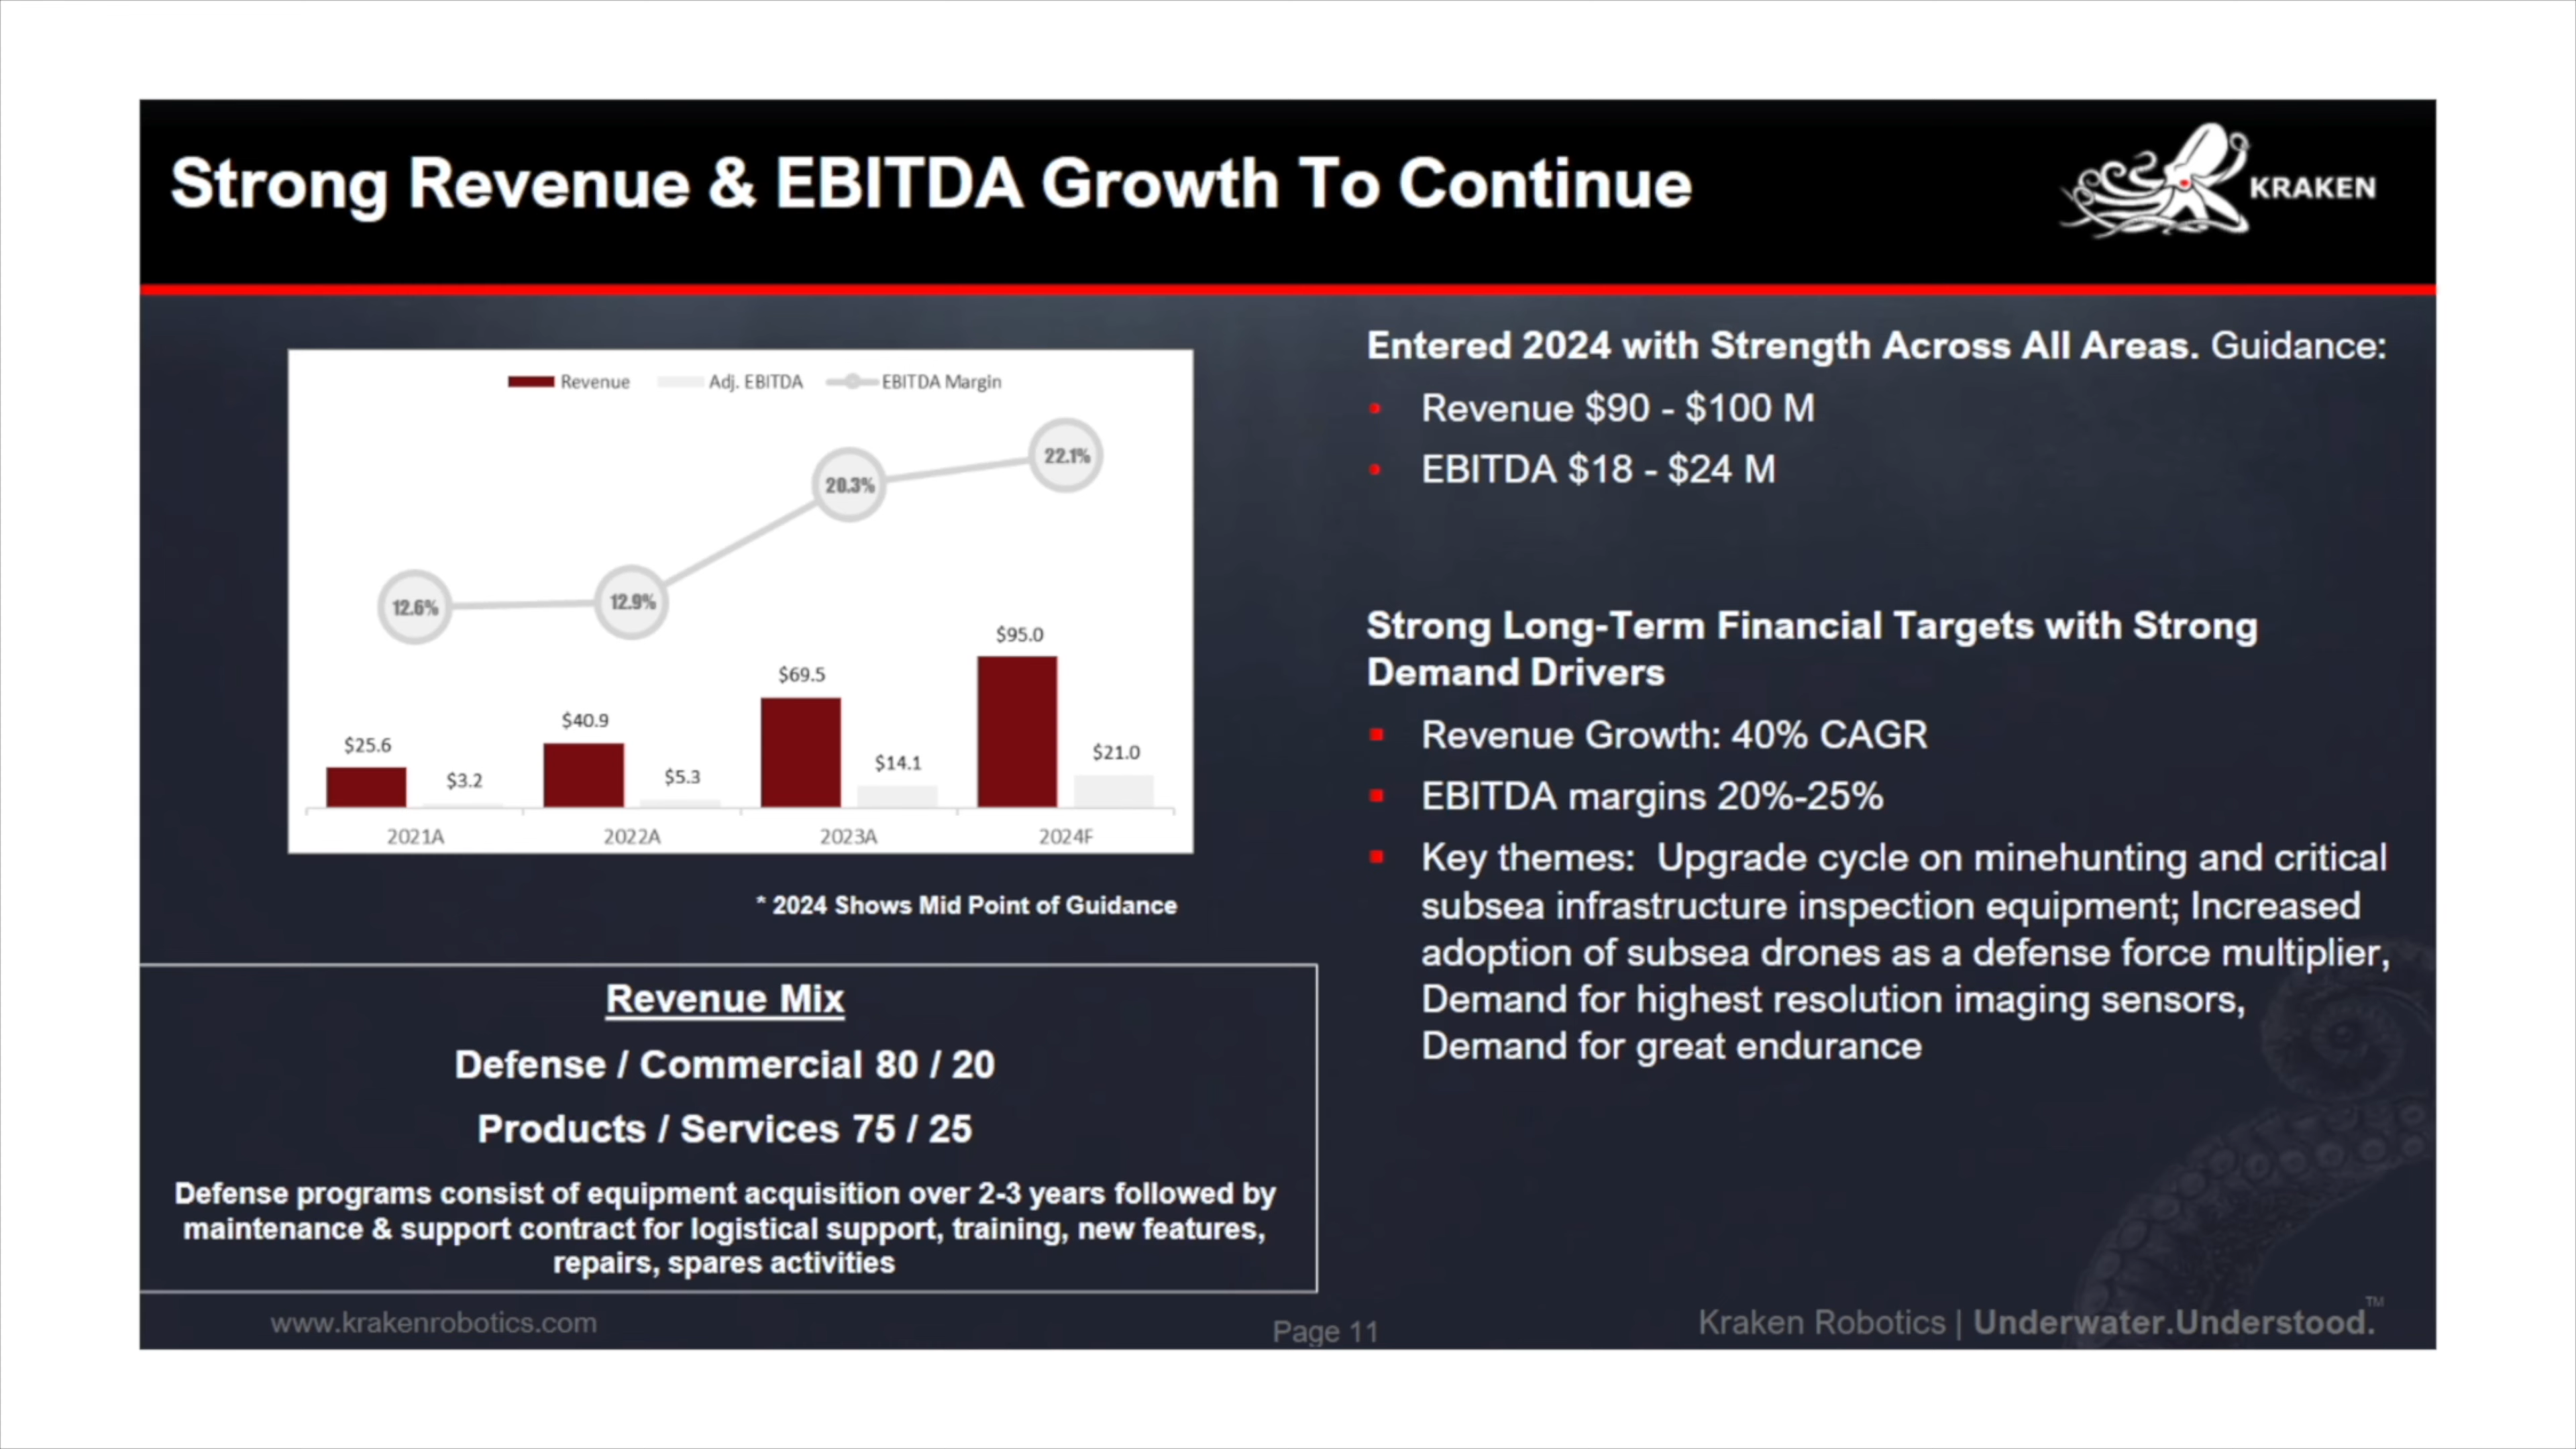 Strong Revenue & EBITDA Growth To Continue
KRAKEN
Revenue
Adj. EBITDA
EBITDA Margin
12.6%
12.9%
20.3%
22.1%
$25.6
$3.2
$40.9
$5.3
$69.5
$14.1
$95.0
$21.0
2021A
2022A
2023A
2024F
* 2024 Shows Mid Point of Guidance
Revenue Mix
Defense / Commercial 80 / 20
Products / Services 75 / 25
Defense programs consist of equipment acquisition over 2-3 years followed by
maintenance & support contract for logistical support, training, new features,
repairs, spares activities
Entered 2024 with Strength Across All Areas. Guidance:
• Revenue $90 - $100 M
• EBITDA $18 - $24 M
Strong Long-Term Financial Targets with Strong
Demand Drivers
▪ Revenue Growth: 40% CAGR
▪ EBITDA margins 20%-25%
▪ Key themes: Upgrade cycle on minehunting and critical
subsea infrastructure inspection equipment; Increased
adoption of subsea drones as a defense force multiplier,
Demand for highest resolution imaging sensors,
Demand for great endurance
www.krakenrobotics.com
Page 11
Kraken Robotics | Underwater.Understood.™